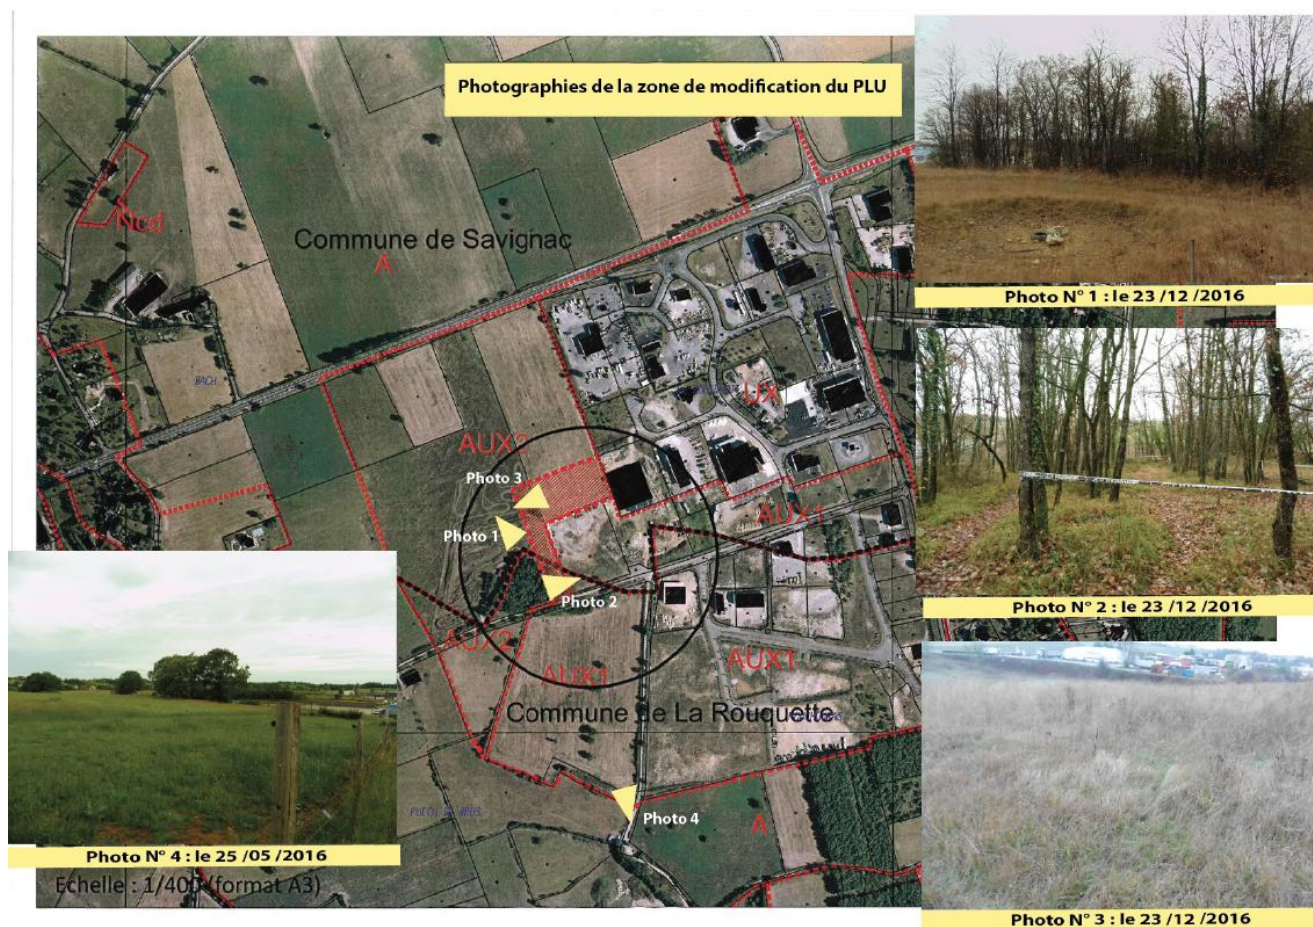 Photographies de la zone de modification du PLU
Photo N° 1 : le 23 /12 /2016
Ncd
Commune de Savignac
A
BACH
UX
AUX2
Photo 3
Photo 1
AUX1
Photo N° 2 : le 23 /12 /2016
Photo 2
AUX2
AUX1
AUX1
Commune de La Rouquette
Photo 4
A
Photo N° 4 : le 25 /05 /2016
Echelle : 1/400 (format A3)
Photo N° 3 : le 23 /12 /2016